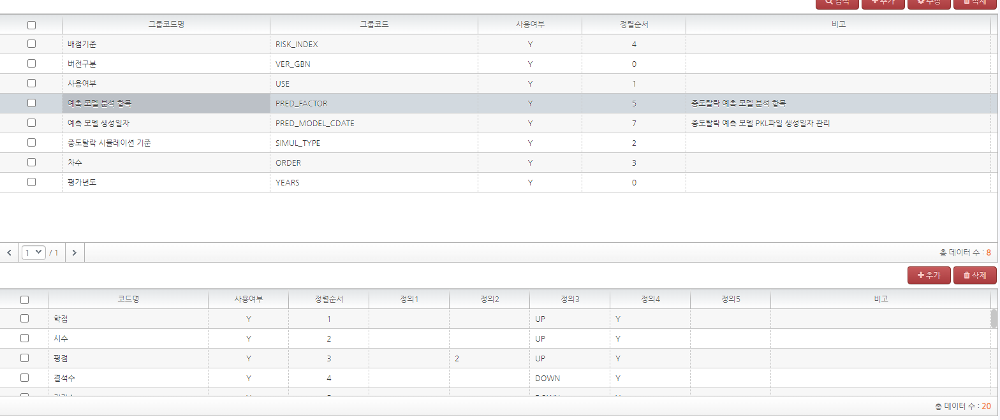 검색 추가 수정 삭제
그룹코드명 그룹코드 사용여부 정렬순서 비고
배점기준 RISK_INDEX Y 4
버전구분 VER_GBN Y 0
사용여부 USE Y 1
예측 모델 분석 항목 PRED_FACTOR Y 5 중도탈락 예측 모델 분석 항목
예측 모델 생성일자 PRED_MODEL_CDATE Y 7 중도탈락 예측 모델 PKL파일 생성일자 관리
중도탈락 시뮬레이션 기준 SIMUL_TYPE Y 2
차수 ORDER Y 3
평가년도 YEARS Y 0
1 / 1 총 데이터 수 : 8
추가 삭제
코드명 사용여부 정렬순서 정의1 정의2 정의3 정의4 정의5 비고
학점 Y 1 UP Y
시수 Y 2 UP Y
평점 Y 3 2 UP Y
결석수 Y 4 DOWN Y
총 데이터 수 : 20